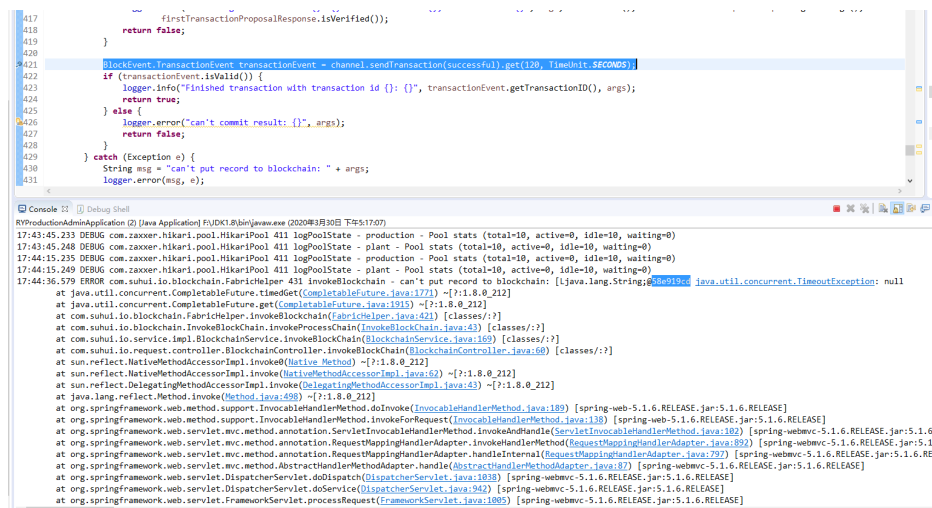 417 firstTransactionProposalResponse.isVerified());
418 return false;
419 }
420
421 BlockEvent.TransactionEvent transactionEvent = channel.sendTransaction(successful).get(120, TimeUnit.SECONDS);
422 if (transactionEvent.isValid()) {
423 logger.info("Finished transaction with transaction id {}: {}", transactionEvent.getTransactionID(), args);
424 return true;
425 } else {
426 logger.error("can't commit result: {}", args);
427 return false;
428 }
429 } catch (Exception e) {
430 String msg = "can't put record to blockchain: " + args;
431 logger.error(msg, e);
Console Debug Shell
RYProductionAdminApplication (2) [Java Application] F:\JDK1.8\bin\javaw.exe (2020年3月30日 下午5:17:07)
17:43:45.233 DEBUG com.zaxxer.hikari.pool.HikariPool 411 logPoolState - production - Pool stats (total=10, active=0, idle=10, waiting=0)
17:43:45.248 DEBUG com.zaxxer.hikari.pool.HikariPool 411 logPoolState - plant - Pool stats (total=10, active=0, idle=10, waiting=0)
17:44:15.235 DEBUG com.zaxxer.hikari.pool.HikariPool 411 logPoolState - production - Pool stats (total=10, active=0, idle=10, waiting=0)
17:44:15.249 DEBUG com.zaxxer.hikari.pool.HikariPool 411 logPoolState - plant - Pool stats (total=10, active=0, idle=10, waiting=0)
17:44:36.579 ERROR com.suhui.io.blockchain.FabricHelper 431 invokeBlockchain - can't put record to blockchain: [Ljava.lang.String;@58e919cd java.util.concurrent.TimeoutException: null
at java.util.concurrent.CompletableFuture.timedGet(CompletableFuture.java:1771) ~[?:1.8.0_212]
at java.util.concurrent.CompletableFuture.get(CompletableFuture.java:1915) ~[?:1.8.0_212]
at com.suhui.io.blockchain.FabricHelper.invokeBlockchain(FabricHelper.java:421) [classes/:?]
at com.suhui.io.blockchain.InvokeBlockChain.invokeProcessChain(InvokeBlockChain.java:43) [classes/:?]
at com.suhui.io.service.impl.BlockchainService.invokeBlockChain(BlockchainService.java:169) [classes/:?]
at com.suhui.io.request.controller.BlockchainController.invokeBlockChain(BlockchainController.java:60) [classes/:?]
at sun.reflect.NativeMethodAccessorImpl.invoke0(Native Method) ~[?:1.8.0_212]
at sun.reflect.NativeMethodAccessorImpl.invoke(NativeMethodAccessorImpl.java:62) ~[?:1.8.0_212]
at sun.reflect.DelegatingMethodAccessorImpl.invoke(DelegatingMethodAccessorImpl.java:43) ~[?:1.8.0_212]
at java.lang.reflect.Method.invoke(Method.java:498) ~[?:1.8.0_212]
at org.springframework.web.method.support.InvocableHandlerMethod.doInvoke(InvocableHandlerMethod.java:189) [spring-web-5.1.6.RELEASE.jar:5.1.6.RELEASE]
at org.springframework.web.method.support.InvocableHandlerMethod.invokeForRequest(InvocableHandlerMethod.java:138) [spring-web-5.1.6.RELEASE.jar:5.1.6.RELEASE]
at org.springframework.web.servlet.mvc.method.annotation.ServletInvocableHandlerMethod.invokeAndHandle(ServletInvocableHandlerMethod.java:102) [spring-webmvc-5.1.6.RELEASE.jar:5.1.6
at org.springframework.web.servlet.mvc.method.annotation.RequestMappingHandlerAdapter.invokeHandlerMethod(RequestMappingHandlerAdapter.java:892) [spring-webmvc-5.1.6.RELEASE.jar:5.1
at org.springframework.web.servlet.mvc.method.annotation.RequestMappingHandlerAdapter.handleInternal(RequestMappingHandlerAdapter.java:797) [spring-webmvc-5.1.6.RELEASE.jar:5.1.6.RE
at org.springframework.web.servlet.mvc.method.AbstractHandlerMethodAdapter.handle(AbstractHandlerMethodAdapter.java:87) [spring-webmvc-5.1.6.RELEASE.jar:5.1.6.RELEASE]
at org.springframework.web.servlet.DispatcherServlet.doDispatch(DispatcherServlet.java:1038) [spring-webmvc-5.1.6.RELEASE.jar:5.1.6.RELEASE]
at org.springframework.web.servlet.DispatcherServlet.doService(DispatcherServlet.java:942) [spring-webmvc-5.1.6.RELEASE.jar:5.1.6.RELEASE]
at org.springframework.web.servlet.FrameworkServlet.processRequest(FrameworkServlet.java:1005) [spring-webmvc-5.1.6.RELEASE.jar:5.1.6.RELEASE]